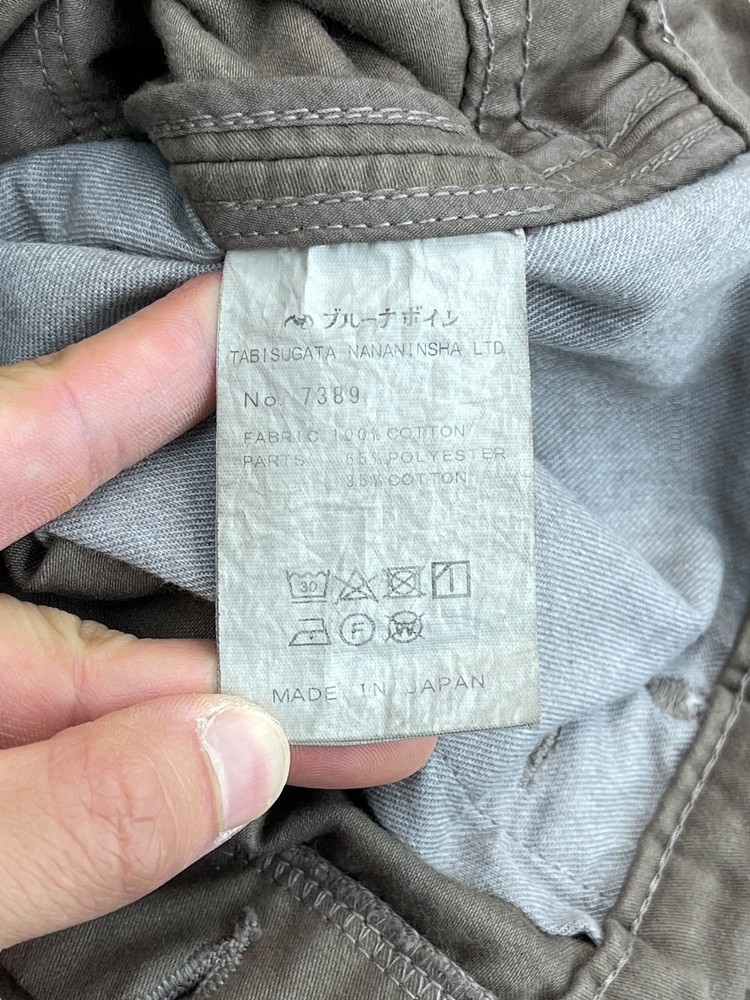 ブルーナボイン
TABISUGATA NANANINSHA LTD.
No. 7389
FABRIC 100% COTTON
PARTS 65% POLYESTER
35% COTTON
30
F W
MADE IN JAPAN